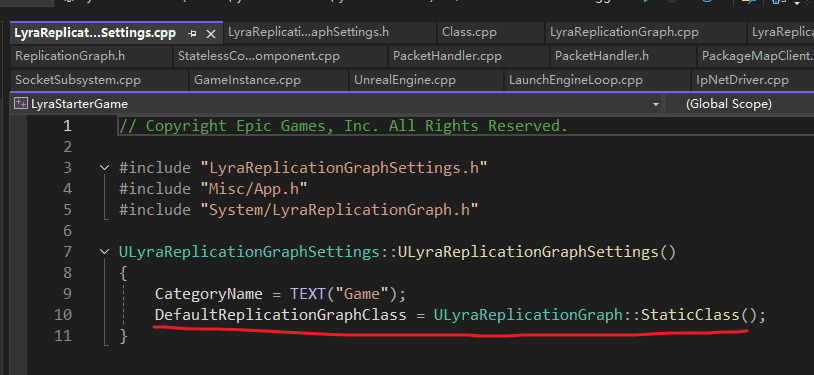 LyraReplicat...Settings.cpp
LyraReplicati...aphSettings.h
Class.cpp
LyraReplicationGraph.cpp
ReplicationGraph.h
StatelessCo...omponent.cpp
PacketHandler.cpp
PacketHandler.h
PackageMapClient.
SocketSubsystem.cpp
GameInstance.cpp
UnrealEngine.cpp
LaunchEngineLoop.cpp
IpNetDriver.cpp
LyraStarterGame
(Global Scope)
1 // Copyright Epic Games, Inc. All Rights Reserved.
2
3 #include "LyraReplicationGraphSettings.h"
4 #include "Misc/App.h"
5 #include "System/LyraReplicationGraph.h"
6
7 ULyraReplicationGraphSettings::ULyraReplicationGraphSettings()
8 {
9 CategoryName = TEXT("Game");
10 DefaultReplicationGraphClass = ULyraReplicationGraph::StaticClass();
11 }